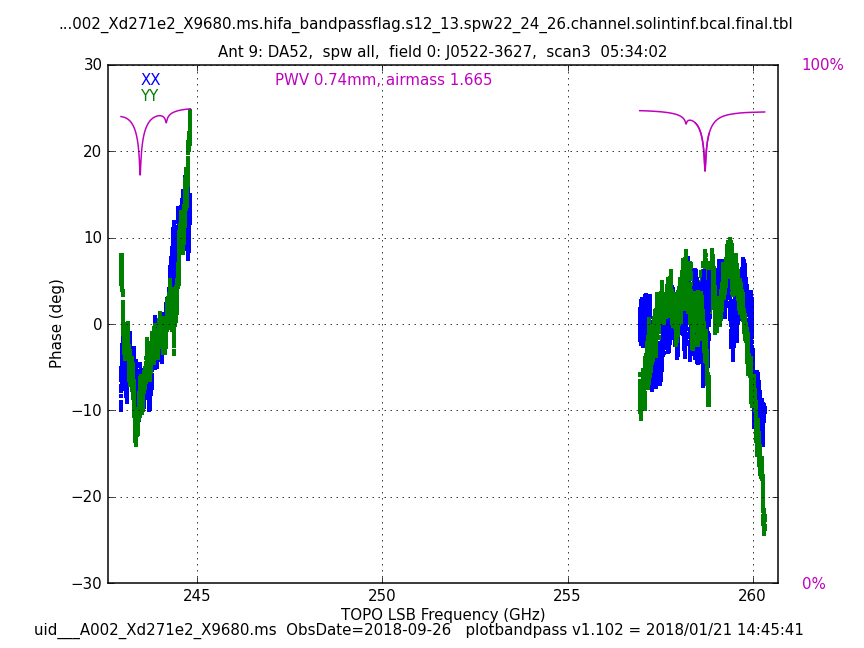 ...002_Xd271e2_X9680.ms.hifa_bandpassflag.s12_13.spw22_24_26.channel.solintinf.bcal.final.tbl
Ant 9: DA52,  spw all,  field 0: J0522-3627,  scan3  05:34:02
30
XX
YY
PWV 0.74mm, airmass 1.665
100%
20
10
0
−10
−20
−30
Phase (deg)
0%
245
250
255
260
TOPO LSB Frequency (GHz)
uid___A002_Xd271e2_X9680.ms  ObsDate=2018-09-26   plotbandpass v1.102 = 2018/01/21 14:45:41